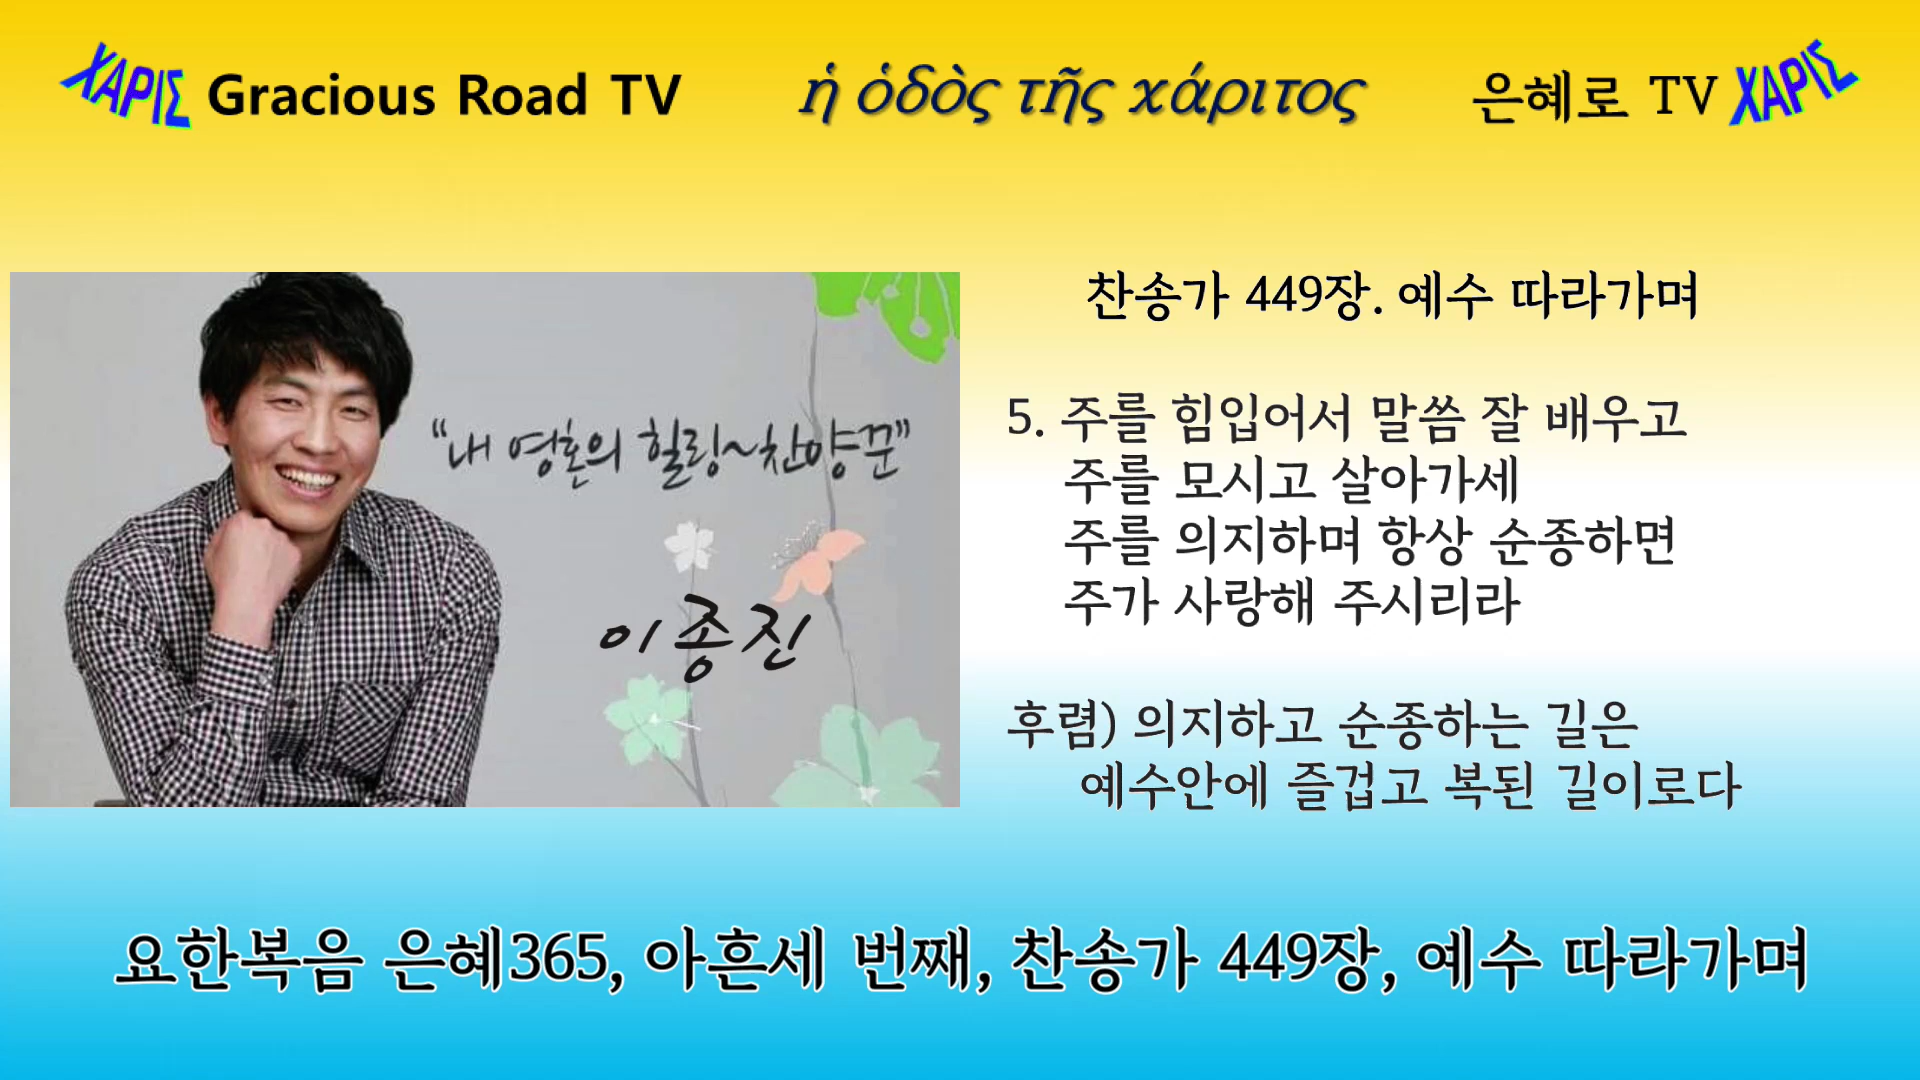 ΧΑΡΙΣ Gracious Road TV ἡ ὁδὸς τῆς χάριτος 은혜로 TV ΧΑΡΙΣ
"내 영혼의 힐링~찬양꾼"
이종진
찬송가 449장. 예수 따라가며
5. 주를 힘입어서 말씀 잘 배우고
주를 모시고 살아가세
주를 의지하며 항상 순종하면
주가 사랑해 주시리라
후렴) 의지하고 순종하는 길은
예수안에 즐겁고 복된 길이로다
요한복음 은혜365, 아흔세 번째, 찬송가 449장, 예수 따라가며